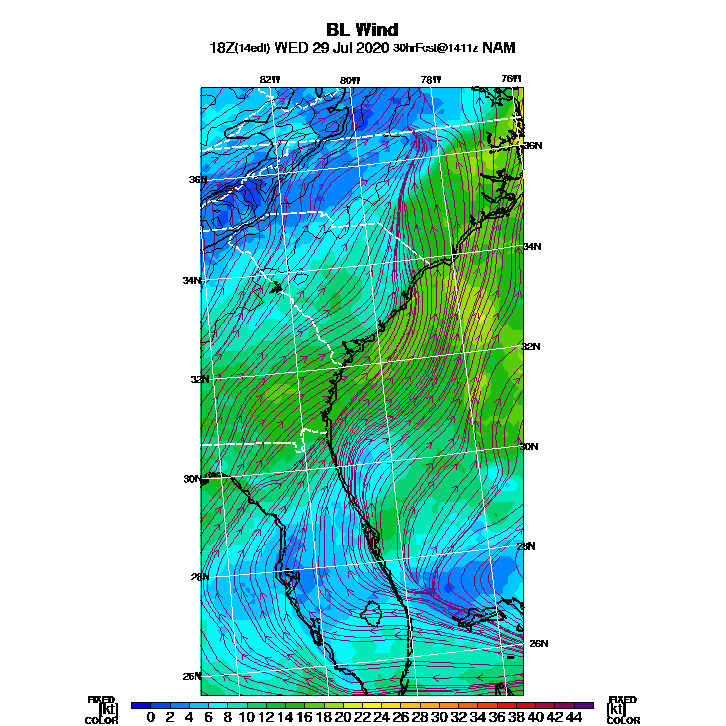 BL Wind
18Z(14edt) WED 29 Jul 2020 30hrFcst@1411z NAM
82W 80W 78W 76W
36N
36N
34N
34N
32N
32N
30N
30N
28N
28N
26N
26N
FIXED FIXED
[kt] 0 2 4 6 8 10 12 14 16 18 20 22 24 26 28 30 32 34 36 38 40 42 44 [kt]
COLOR COLOR